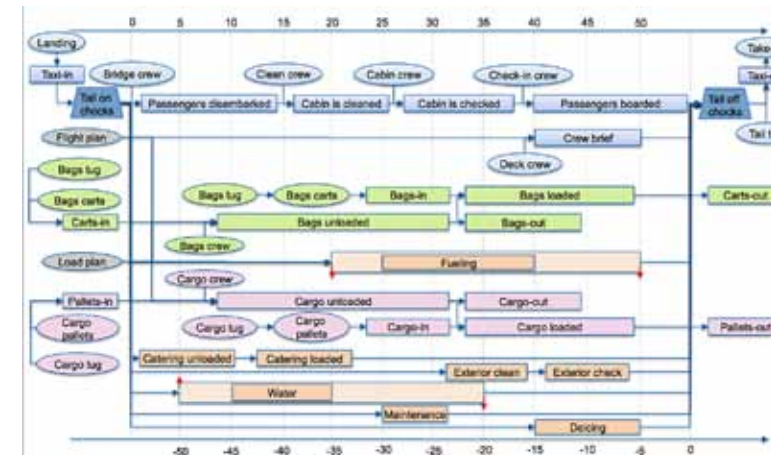 0 5 10 15 20 25 30 35 40 45 50
Landing
Take
Taxi-in
Bridge crew
Clean crew
Cabin crew
Check-in crew
Taxi-
Tail on
chocks
Passengers disembarked
Cabin is cleaned
Cabin is checked
Passengers boarded
Tail off
chocks
Flight plan
Crew brief
Tail t
Deck crew
Bags tug
Bags carts
Bags tug
Bags carts
Bags-in
Bags loaded
Carts-out
Carts-in
Bags unloaded
Bags-out
Bags crew
Load plan
Fueling
Cargo crew
Pallets-in
Cargo unloaded
Cargo-out
Cargo
pallets
Cargo tug
Cargo
pallets
Cargo-in
Cargo loaded
Pallets-out
Cargo tug
Catering unloaded
Catering loaded
Exterior clean
Exterior check
Water
Maintenance
Deicing
-50 -45 -40 -35 -30 -25 -20 -15 -10 -5 0